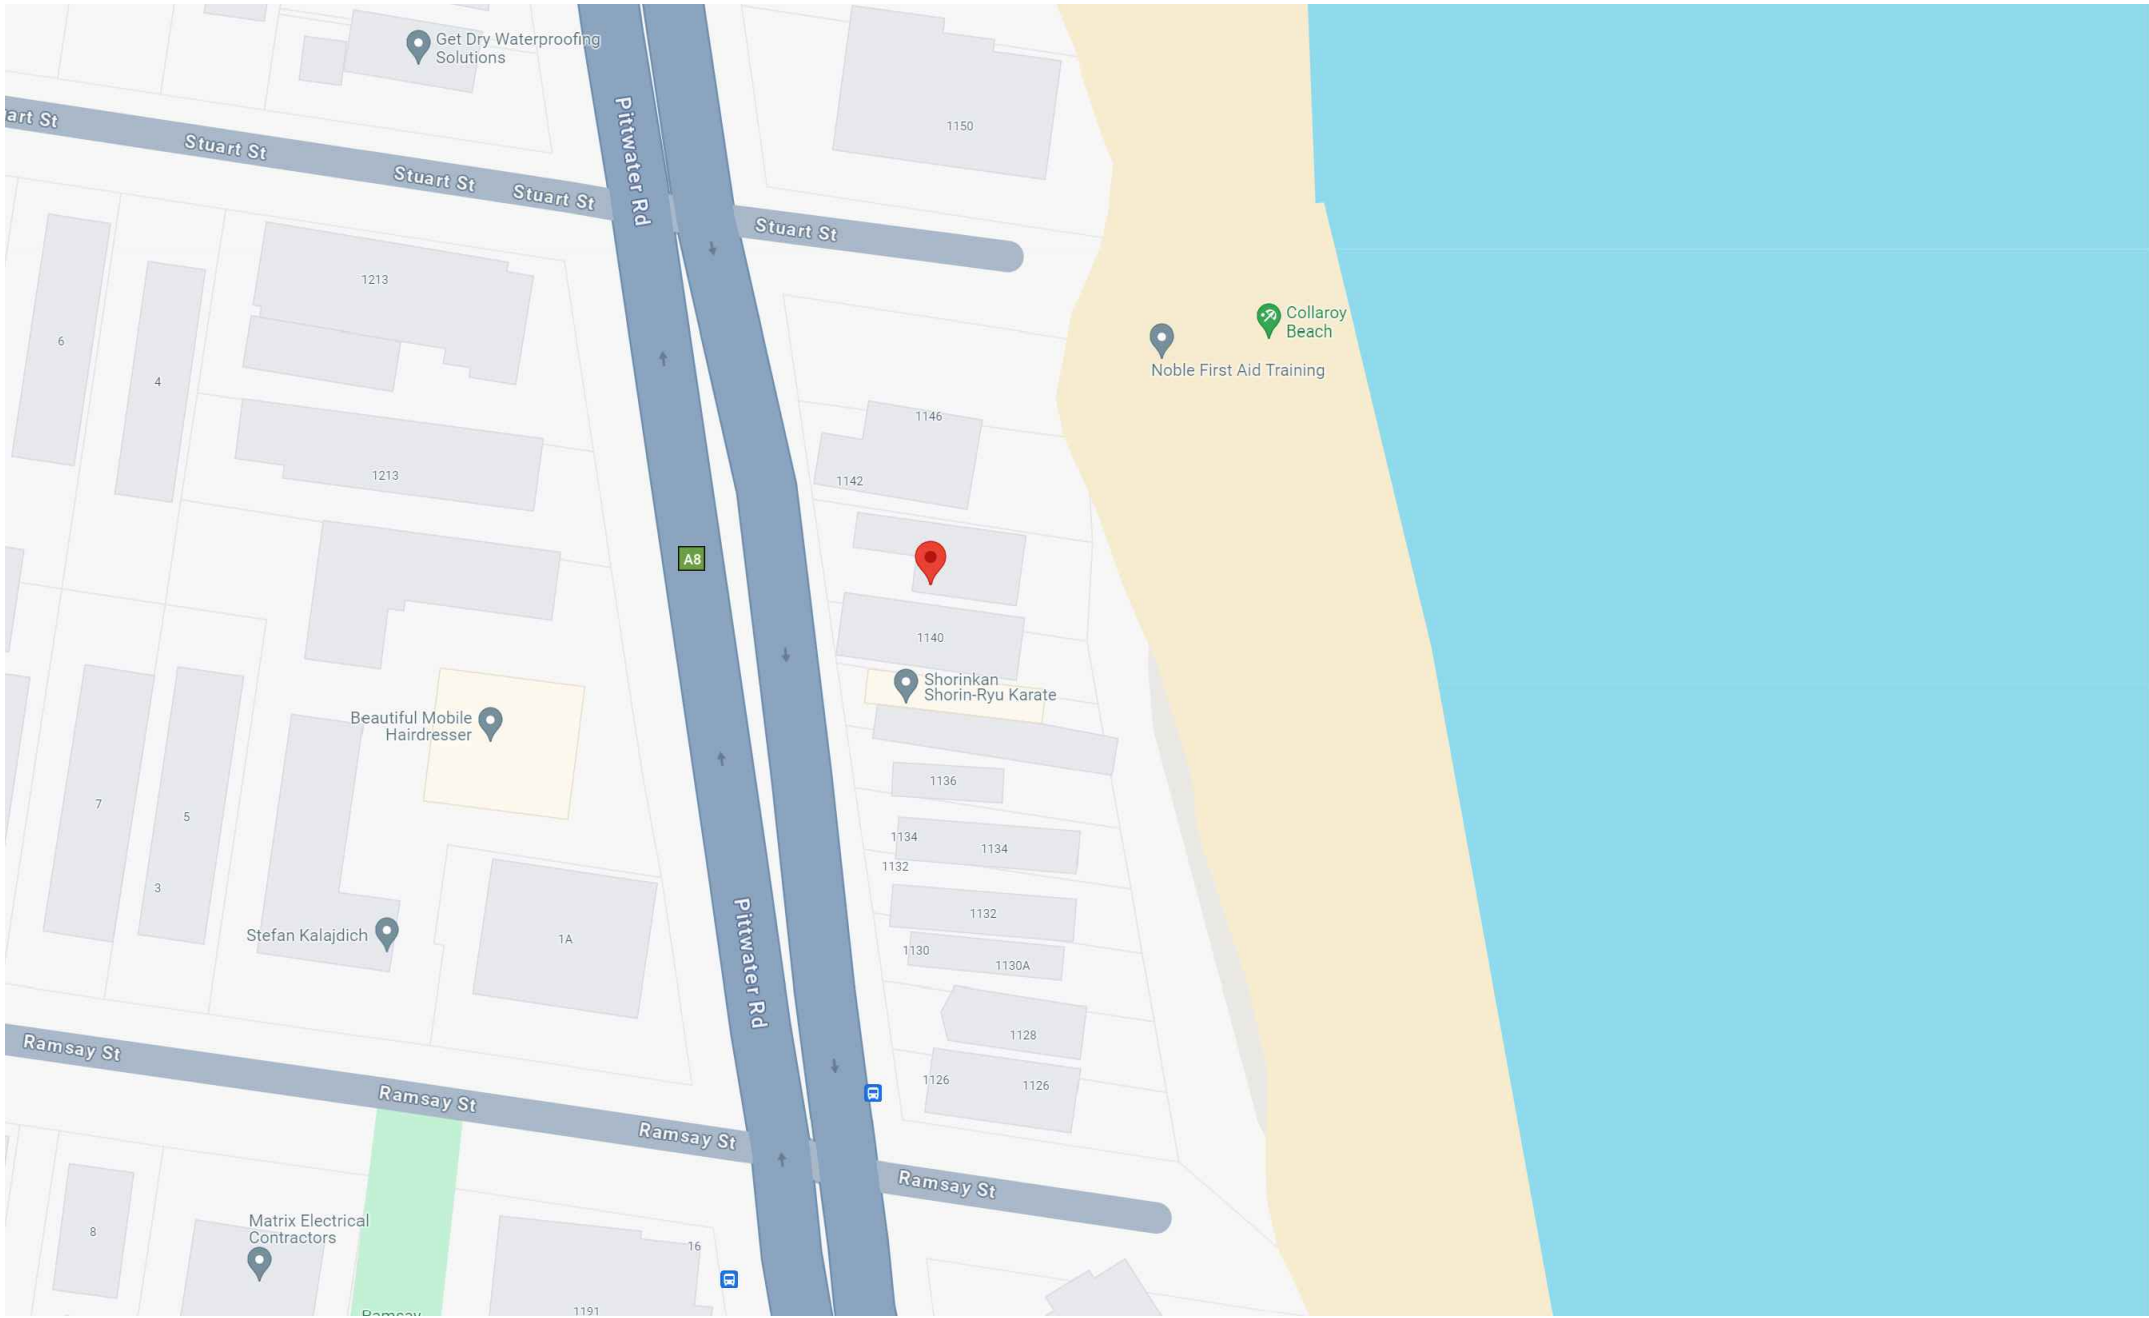 Get Dry Waterproofing
Solutions
art St
Stuart St
Stuart St
Stuart St
Pittwater Rd
1150
Stuart St
1213
6
4
Collaroy
Beach
Noble First Aid Training
1146
1213
1142
A8
1140
Shorinkan
Shorin-Ryu Karate
Beautiful Mobile
Hairdresser
1136
7
5
1134
1134
1132
3
1132
Stefan Kalajdich
1A
1130
1130A
Pittwater Rd
1128
Ramsay St
1126
1126
Ramsay St
Ramsay St
Ramsay St
Matrix Electrical
Contractors
8
16
1191
Ramsay